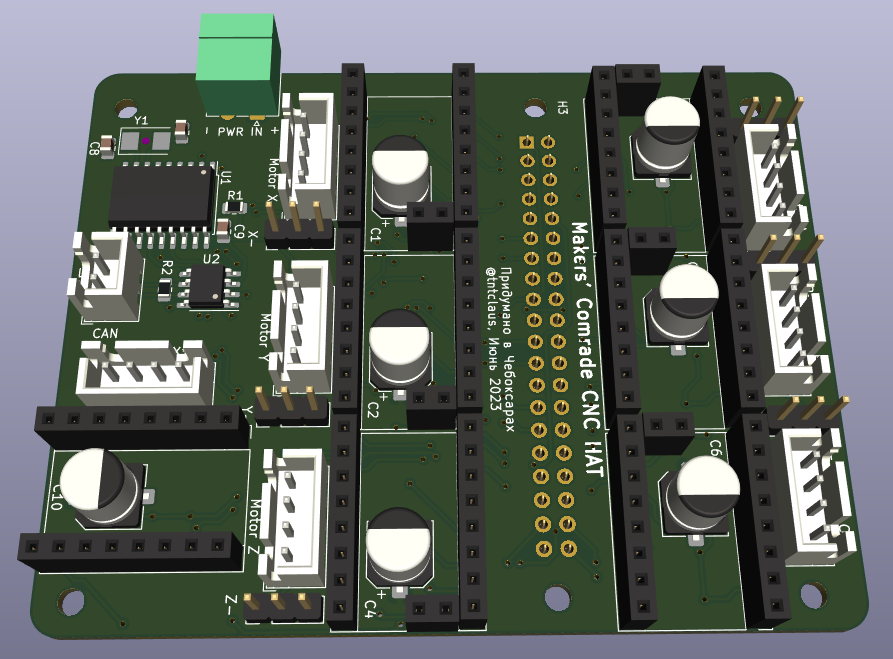 PWR IN +
H3
Y1
C8
U1
Motor X
R1
C9
X-
C1
U2
R2
CAN
Makers' Comrade CNC HAT
Придумано в Чебоксарах
@tntclaus, Июнь 2023
Motor Y
Y-
C2
C6
C10
Motor Z
Z-
C4